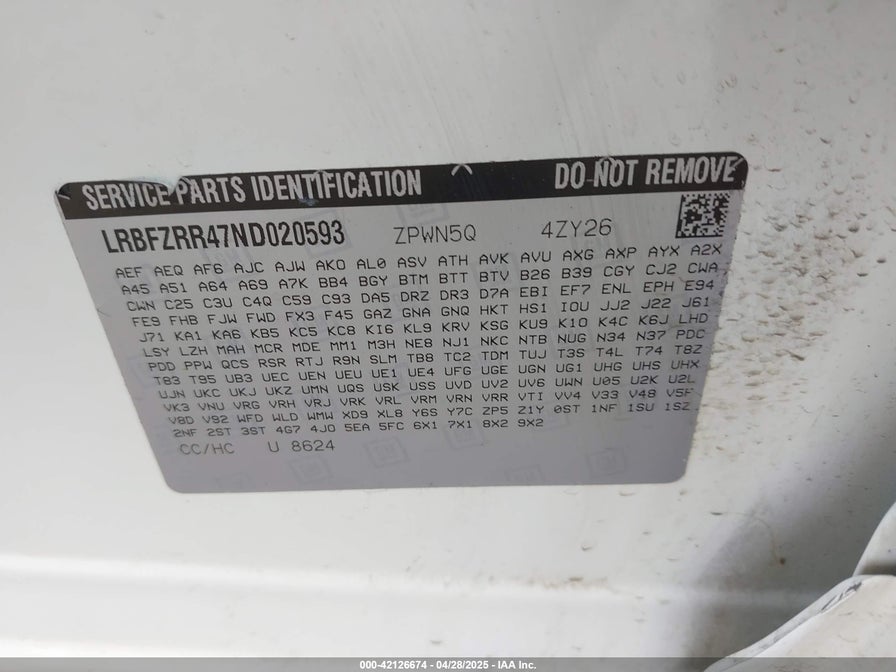 SERVICE PARTS IDENTIFICATION DO NOT REMOVE
LRBFZRR47ND020593 ZPWN5Q 4ZY26
AEF AEQ AF6 AJC AJW AKO AL0 ASV ATH AVK AVU AXG AXP AYX A2X
A45 A51 A64 A69 A7K BB4 BGY BTM BTT BTV B26 B39 CGY CJ2 CWA
CWN C25 C3U C4Q C59 C93 DA5 DRZ DR3 D7A EBI EF7 ENL EPH E94
FE9 FHB FJW FWD FX3 F45 GAZ GNA GNQ HKT HS1 IOU JJ2 J22 J61
J71 KA1 KA6 KB5 KC5 KC8 KI6 KL9 KRV KSG KU9 K10 K4C K6J LHD
LSY LZH MAH MCR MDE MM1 M3H NE8 NJ1 NKC NTB NUG N34 N37 PDC
PDD PPW QCS RSR RTJ R9N SLM TB8 TC2 TDM TUJ T3S T4L T74 T8Z
T83 T95 UB3 UEC UEN UEU UE1 UE4 UFG UGE UGN UG1 UHG UHS UHX
UJN UKC UKJ UKZ UMN UQS USK USS UVD UV2 UV6 UWN U05 U2K U2L
VK3 VNU VRG VRH VRJ VRK VRL VRM VRN VRR VTI VV4 V33 V48 V5F
V8D V92 WFD WLD WMW XD9 XL8 Y6S Y7C ZP5 Z1Y 0ST 1NF 1SU 1SZ
2NF 2ST 3ST 4G7 4J0 5EA 5FC 6X1 7X1 8X2 9X2
CC/HC U 8624
000-42126674 | 04/28/2025 | IAA Inc.